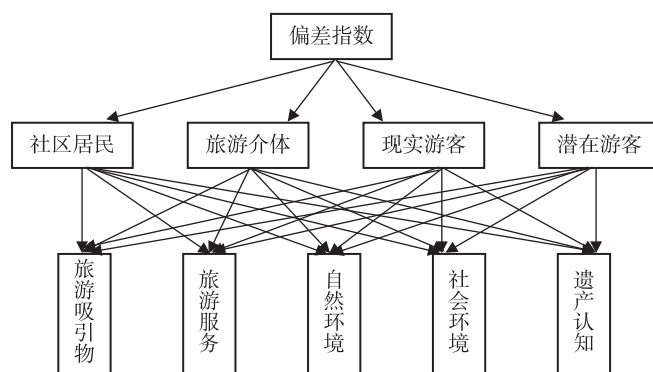 偏差指数
社区居民
旅游介体
现实游客
潜在游客
旅游吸引物
旅游服务
自然环境
社会环境
遗产认知